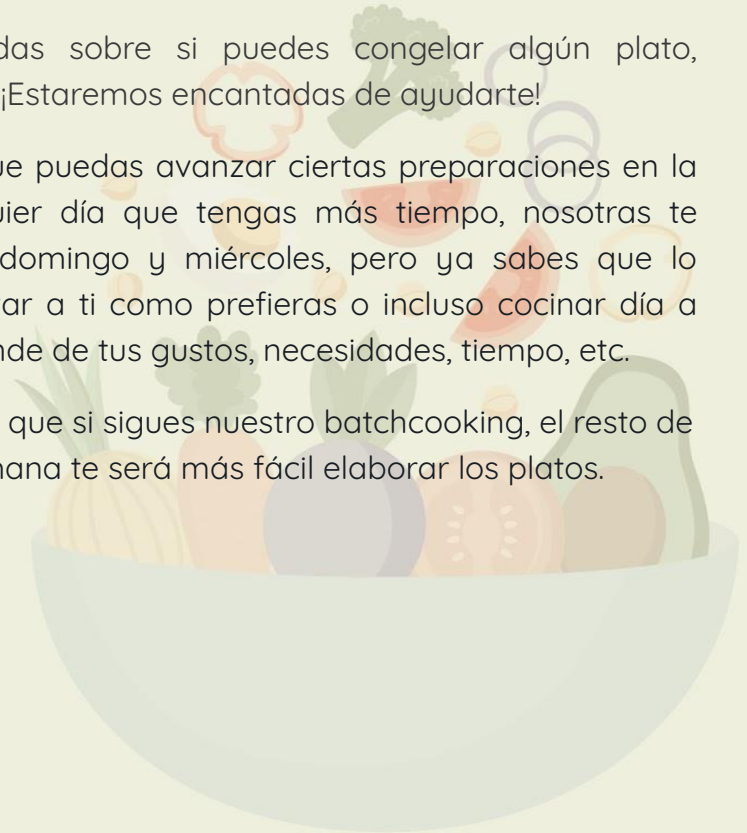 das sobre si puedes congelar algún plato,
¡Estaremos encantadas de ayudarte!
ue puedas avanzar ciertas preparaciones en la
uier día que tengas más tiempo, nosotras te
domingo y miércoles, pero ya sabes que lo
ar a ti como prefieras o incluso cocinar día a
nde de tus gustos, necesidades, tiempo, etc.
que si sigues nuestro batchcooking, el resto de
nana te será más fácil elaborar los platos.